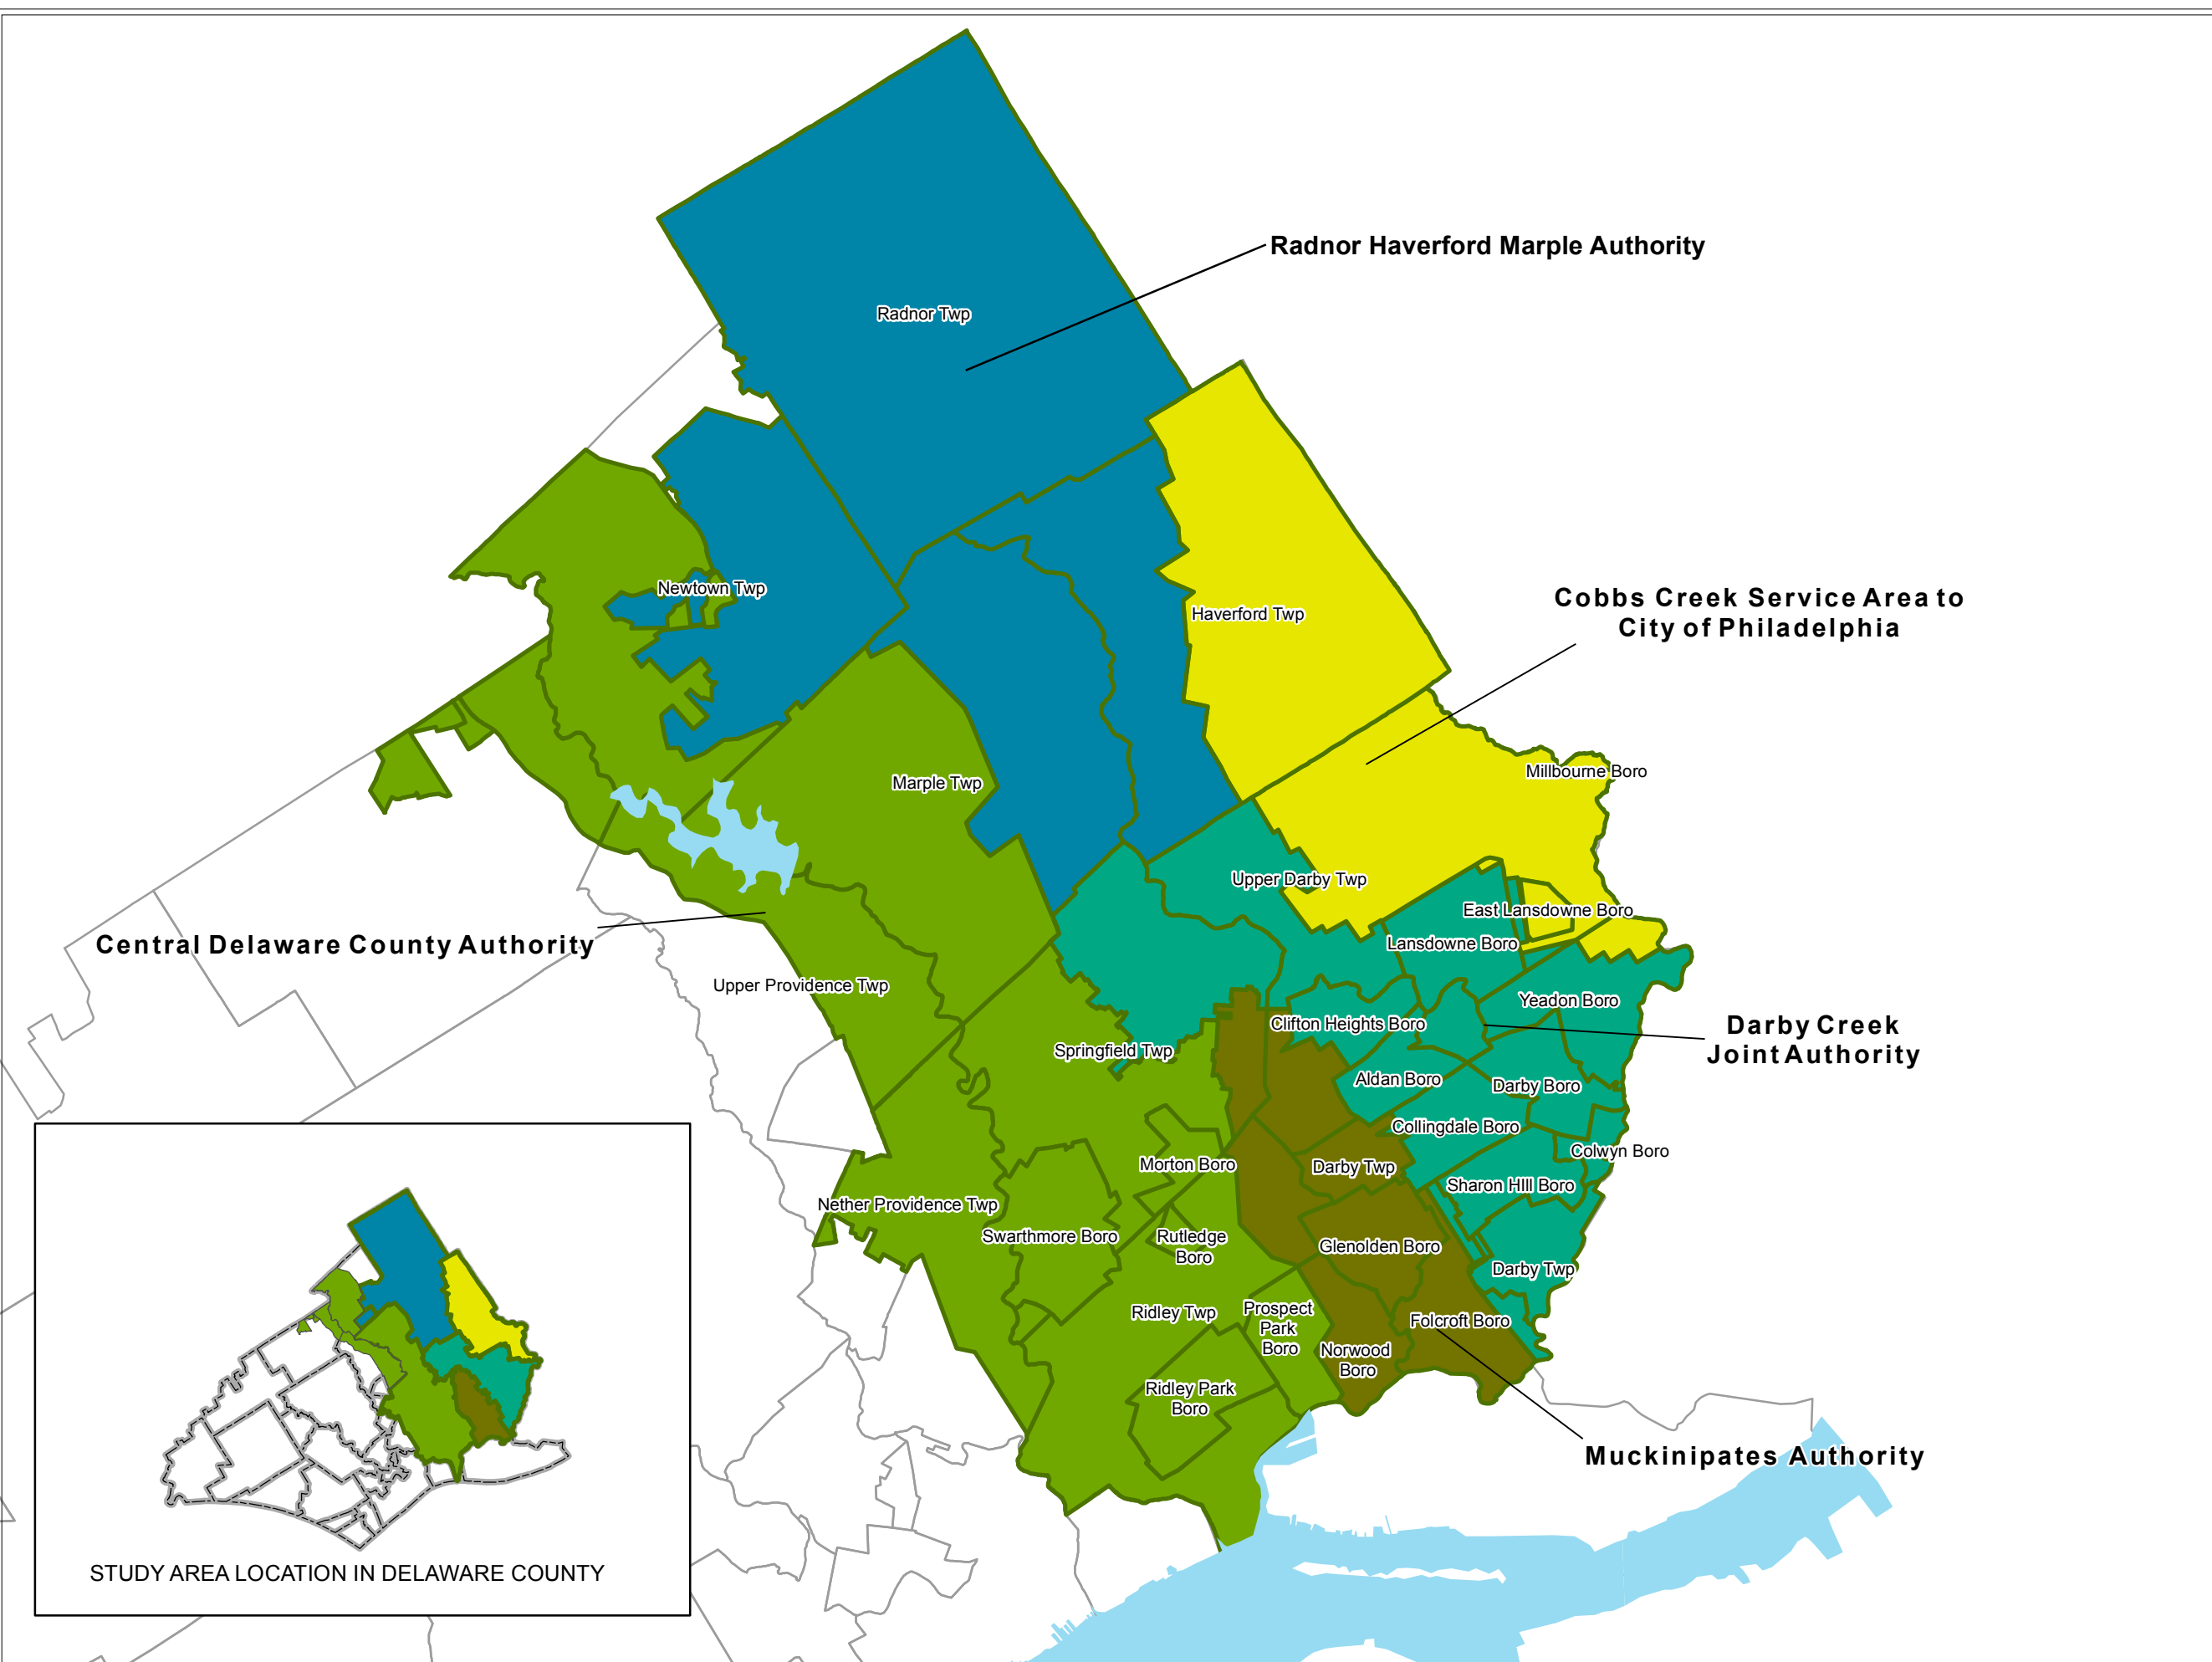 Radnor Haverford Marple Authority
Radnor Twp
Cobbs Creek Service Area to
City of Philadelphia
Newtown Twp
Haverford Twp
Marple Twp
Millbourne Boro
Upper Darby Twp
East Lansdowne Boro
Lansdowne Boro
Central Delaware County Authority
Upper Providence Twp
Yeadon Boro
Clifton Heights Boro
Darby Creek
Joint Authority
Springfield Twp
Aldan Boro
Darby Boro
Collingdale Boro
Colwyn Boro
Morton Boro
Darby Twp
Sharon HIll Boro
Nether Providence Twp
Swarthmore Boro
Rutledge
Boro
Glenolden Boro
Darby Twp
Ridley Twp
Prospect
Park
Boro
Folcroft Boro
Norwood
Boro
Ridley Park
Boro
Muckinipates Authority
STUDY AREA LOCATION IN DELAWARE COUNTY